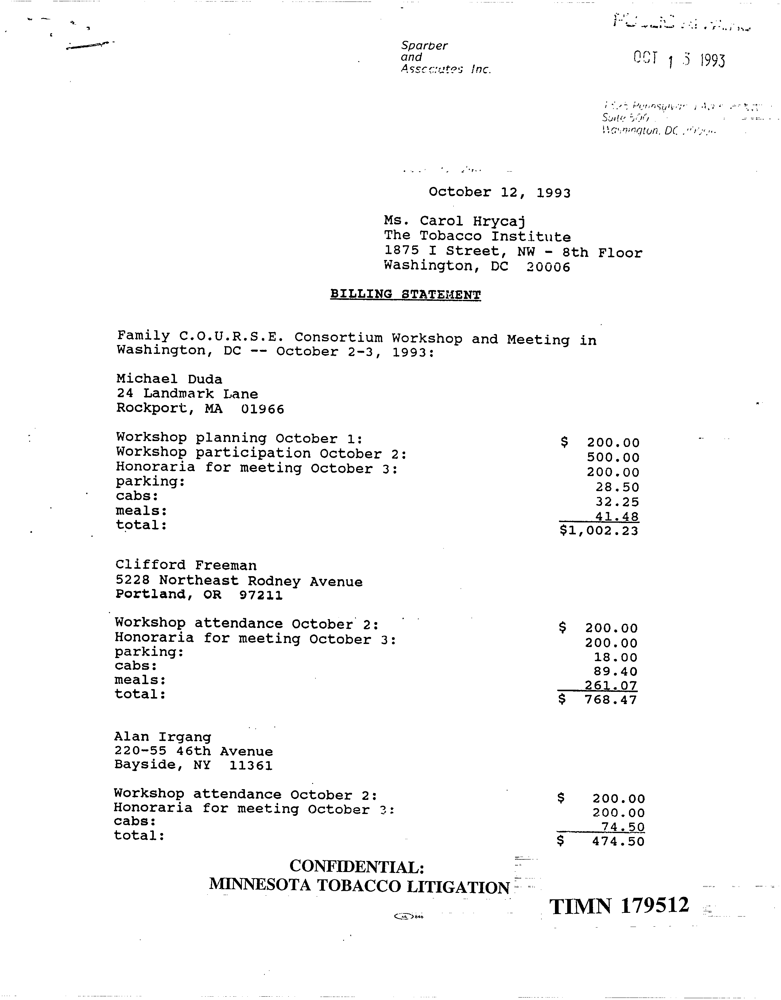 Sparber
and
Associates Inc.
OCT 1 3 1993
Suite 500
Washington, DC
October 12, 1993
Ms. Carol Hrycaj
The Tobacco Institute
1875 I Street, NW - 8th Floor
Washington, DC 20006
BILLING STATEMENT
Family C.O.U.R.S.E. Consortium Workshop and Meeting in
Washington, DC -- October 2-3, 1993:
Michael Duda
24 Landmark Lane
Rockport, MA 01966
Workshop planning October 1: $ 200.00
Workshop participation October 2: 500.00
Honoraria for meeting October 3: 200.00
parking: 28.50
cabs: 32.25
meals: 41.48
total: $1,002.23
Clifford Freeman
5228 Northeast Rodney Avenue
Portland, OR 97211
Workshop attendance October 2: $ 200.00
Honoraria for meeting October 3: 200.00
parking: 18.00
cabs: 89.40
meals: 261.07
total: $ 768.47
Alan Irgang
220-55 46th Avenue
Bayside, NY 11361
Workshop attendance October 2: $ 200.00
Honoraria for meeting October 3: 200.00
cabs: 74.50
total: $ 474.50
CONFIDENTIAL:
MINNESOTA TOBACCO LITIGATION
TIMN 179512